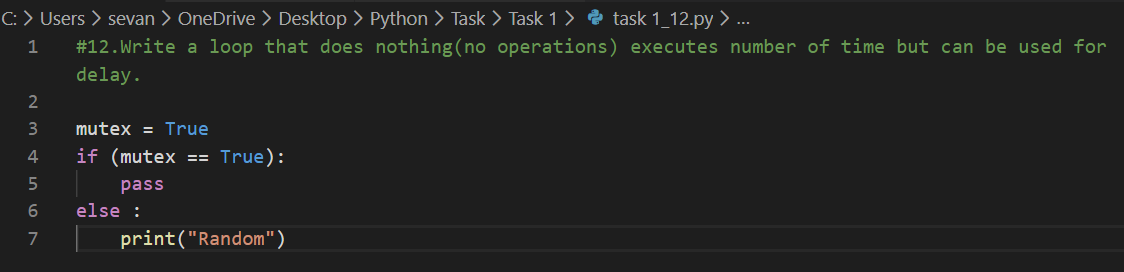 C: > Users > sevan > OneDrive > Desktop > Python > Task > Task 1 > task 1_12.py > ...
1 #12.Write a loop that does nothing(no operations) executes number of time but can be used for
delay.
2
3 mutex = True
4 if (mutex == True):
5     pass
6 else :
7     print("Random")